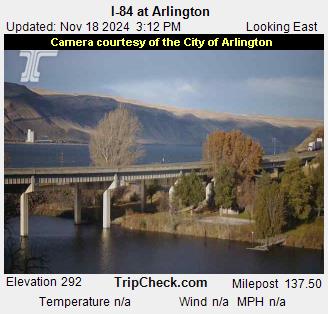 I-84 at Arlington
Updated: Nov 18 2024 3:12 PM Looking East
Camera courtesy of the City of Arlington
Elevation 292 TripCheck.com Milepost 137.50
Temperature n/a Wind n/a MPH n/a